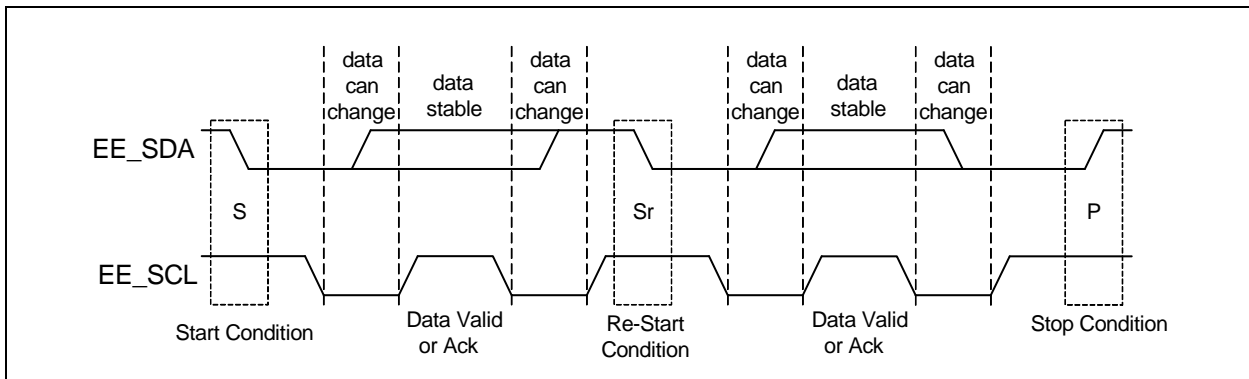 data
can
change
data
stable
data
can
change
data
can
change
data
stable
data
can
change
EE_SDA
S
Sr
P
EE_SCL
Start Condition
Data Valid
or Ack
Re-Start
Condition
Data Valid
or Ack
Stop Condition